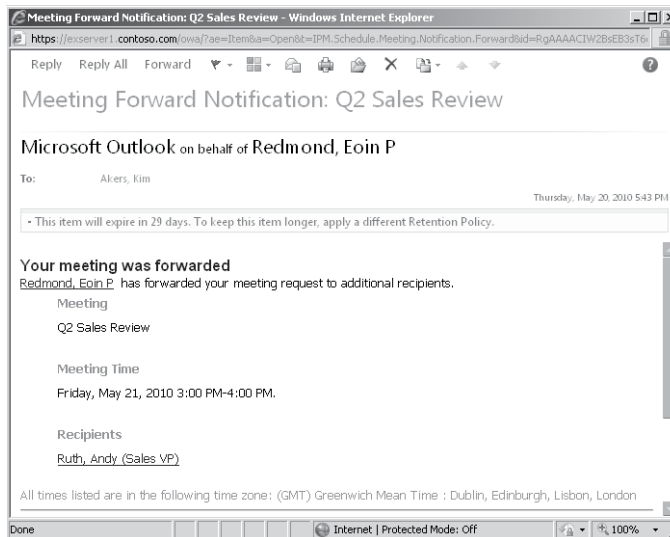 Meeting Forward Notification: Q2 Sales Review - Windows Internet Explorer
https://exserver1.contoso.com/owa/?ae=Item&a=Open&t=IPM.Schedule.Meeting.Notification.Forward&id=RgAAAACIW2BsEB3sT6
Reply Reply All Forward
Meeting Forward Notification: Q2 Sales Review
Microsoft Outlook on behalf of Redmond, Eoin P
To: Akers, Kim
Thursday, May 20, 2010 5:43 PM
- This item will expire in 29 days. To keep this item longer, apply a different Retention Policy.
Your meeting was forwarded
Redmond, Eoin P has forwarded your meeting request to additional recipients.
Meeting
Q2 Sales Review
Meeting Time
Friday, May 21, 2010 3:00 PM-4:00 PM.
Recipients
Ruth, Andy (Sales VP)
All times listed are in the following time zone: (GMT) Greenwich Mean Time : Dublin, Edinburgh, Lisbon, London
Done Internet | Protected Mode: Off 100%